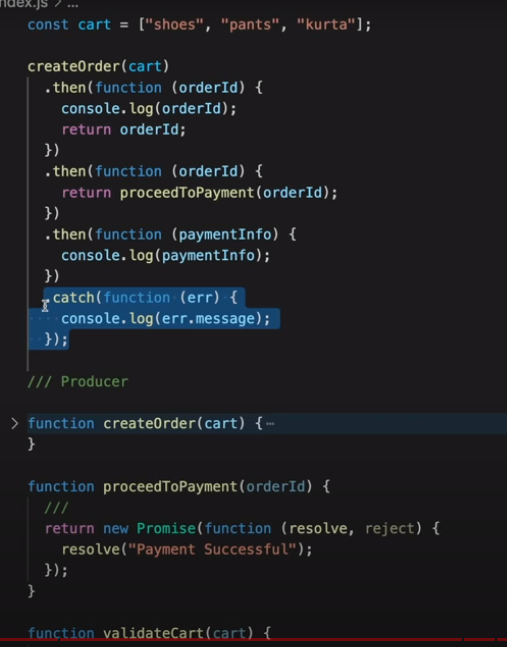 index.js > ...
const cart = ["shoes", "pants", "kurta"];
createOrder(cart)
.then(function (orderId) {
console.log(orderId);
return orderId;
})
.then(function (orderId) {
return proceedToPayment(orderId);
})
.then(function (paymentInfo) {
console.log(paymentInfo);
})
.catch(function (err) {
console.log(err.message);
});
/// Producer
> function createOrder(cart) {…
}
function proceedToPayment(orderId) {
///
return new Promise(function (resolve, reject) {
resolve("Payment Successful");
});
}
function validateCart(cart) {